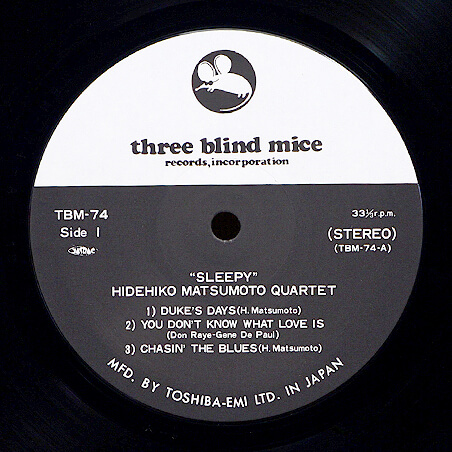 three blind mice
records, incorporation
TBM-74
33⅓r.p.m.
Side 1
(STEREO)
(TBM-74-A)
"SLEEPY"
HIDEHIKO MATSUMOTO QUARTET
1) DUKE'S DAYS(H. Matsumoto)
2) YOU DON'T KNOW WHAT LOVE IS
(Don Raye-Gene De Paul)
3) CHASIN' THE BLUES(H. Matsumoto)
MFD. BY TOSHIBA-EMI LTD. IN JAPAN